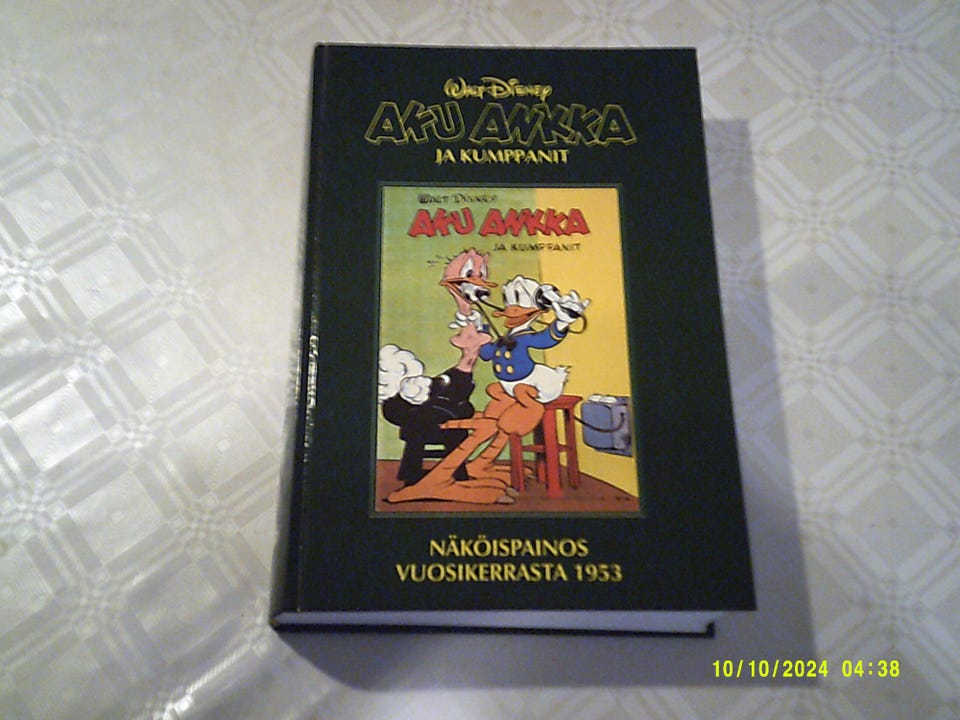 Walt Disney
AKU ANKKA
JA KUMPPANIT
WALT DISNEY
AKU ANKKA
JA KUMPPANIT
NÄKÖISPAINOS
VUOSIKERRASTA 1953
10/10/2024 04:38